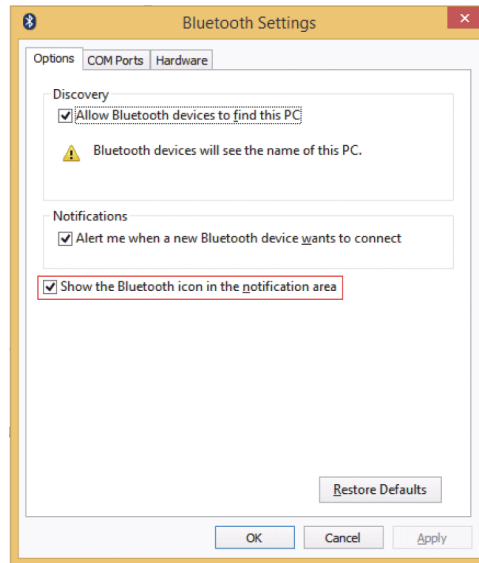 Bluetooth Settings
Options COM Ports Hardware
Discovery
Allow Bluetooth devices to find this PC
Bluetooth devices will see the name of this PC.
Notifications
Alert me when a new Bluetooth device wants to connect
Show the Bluetooth icon in the notification area
Restore Defaults
OK Cancel Apply